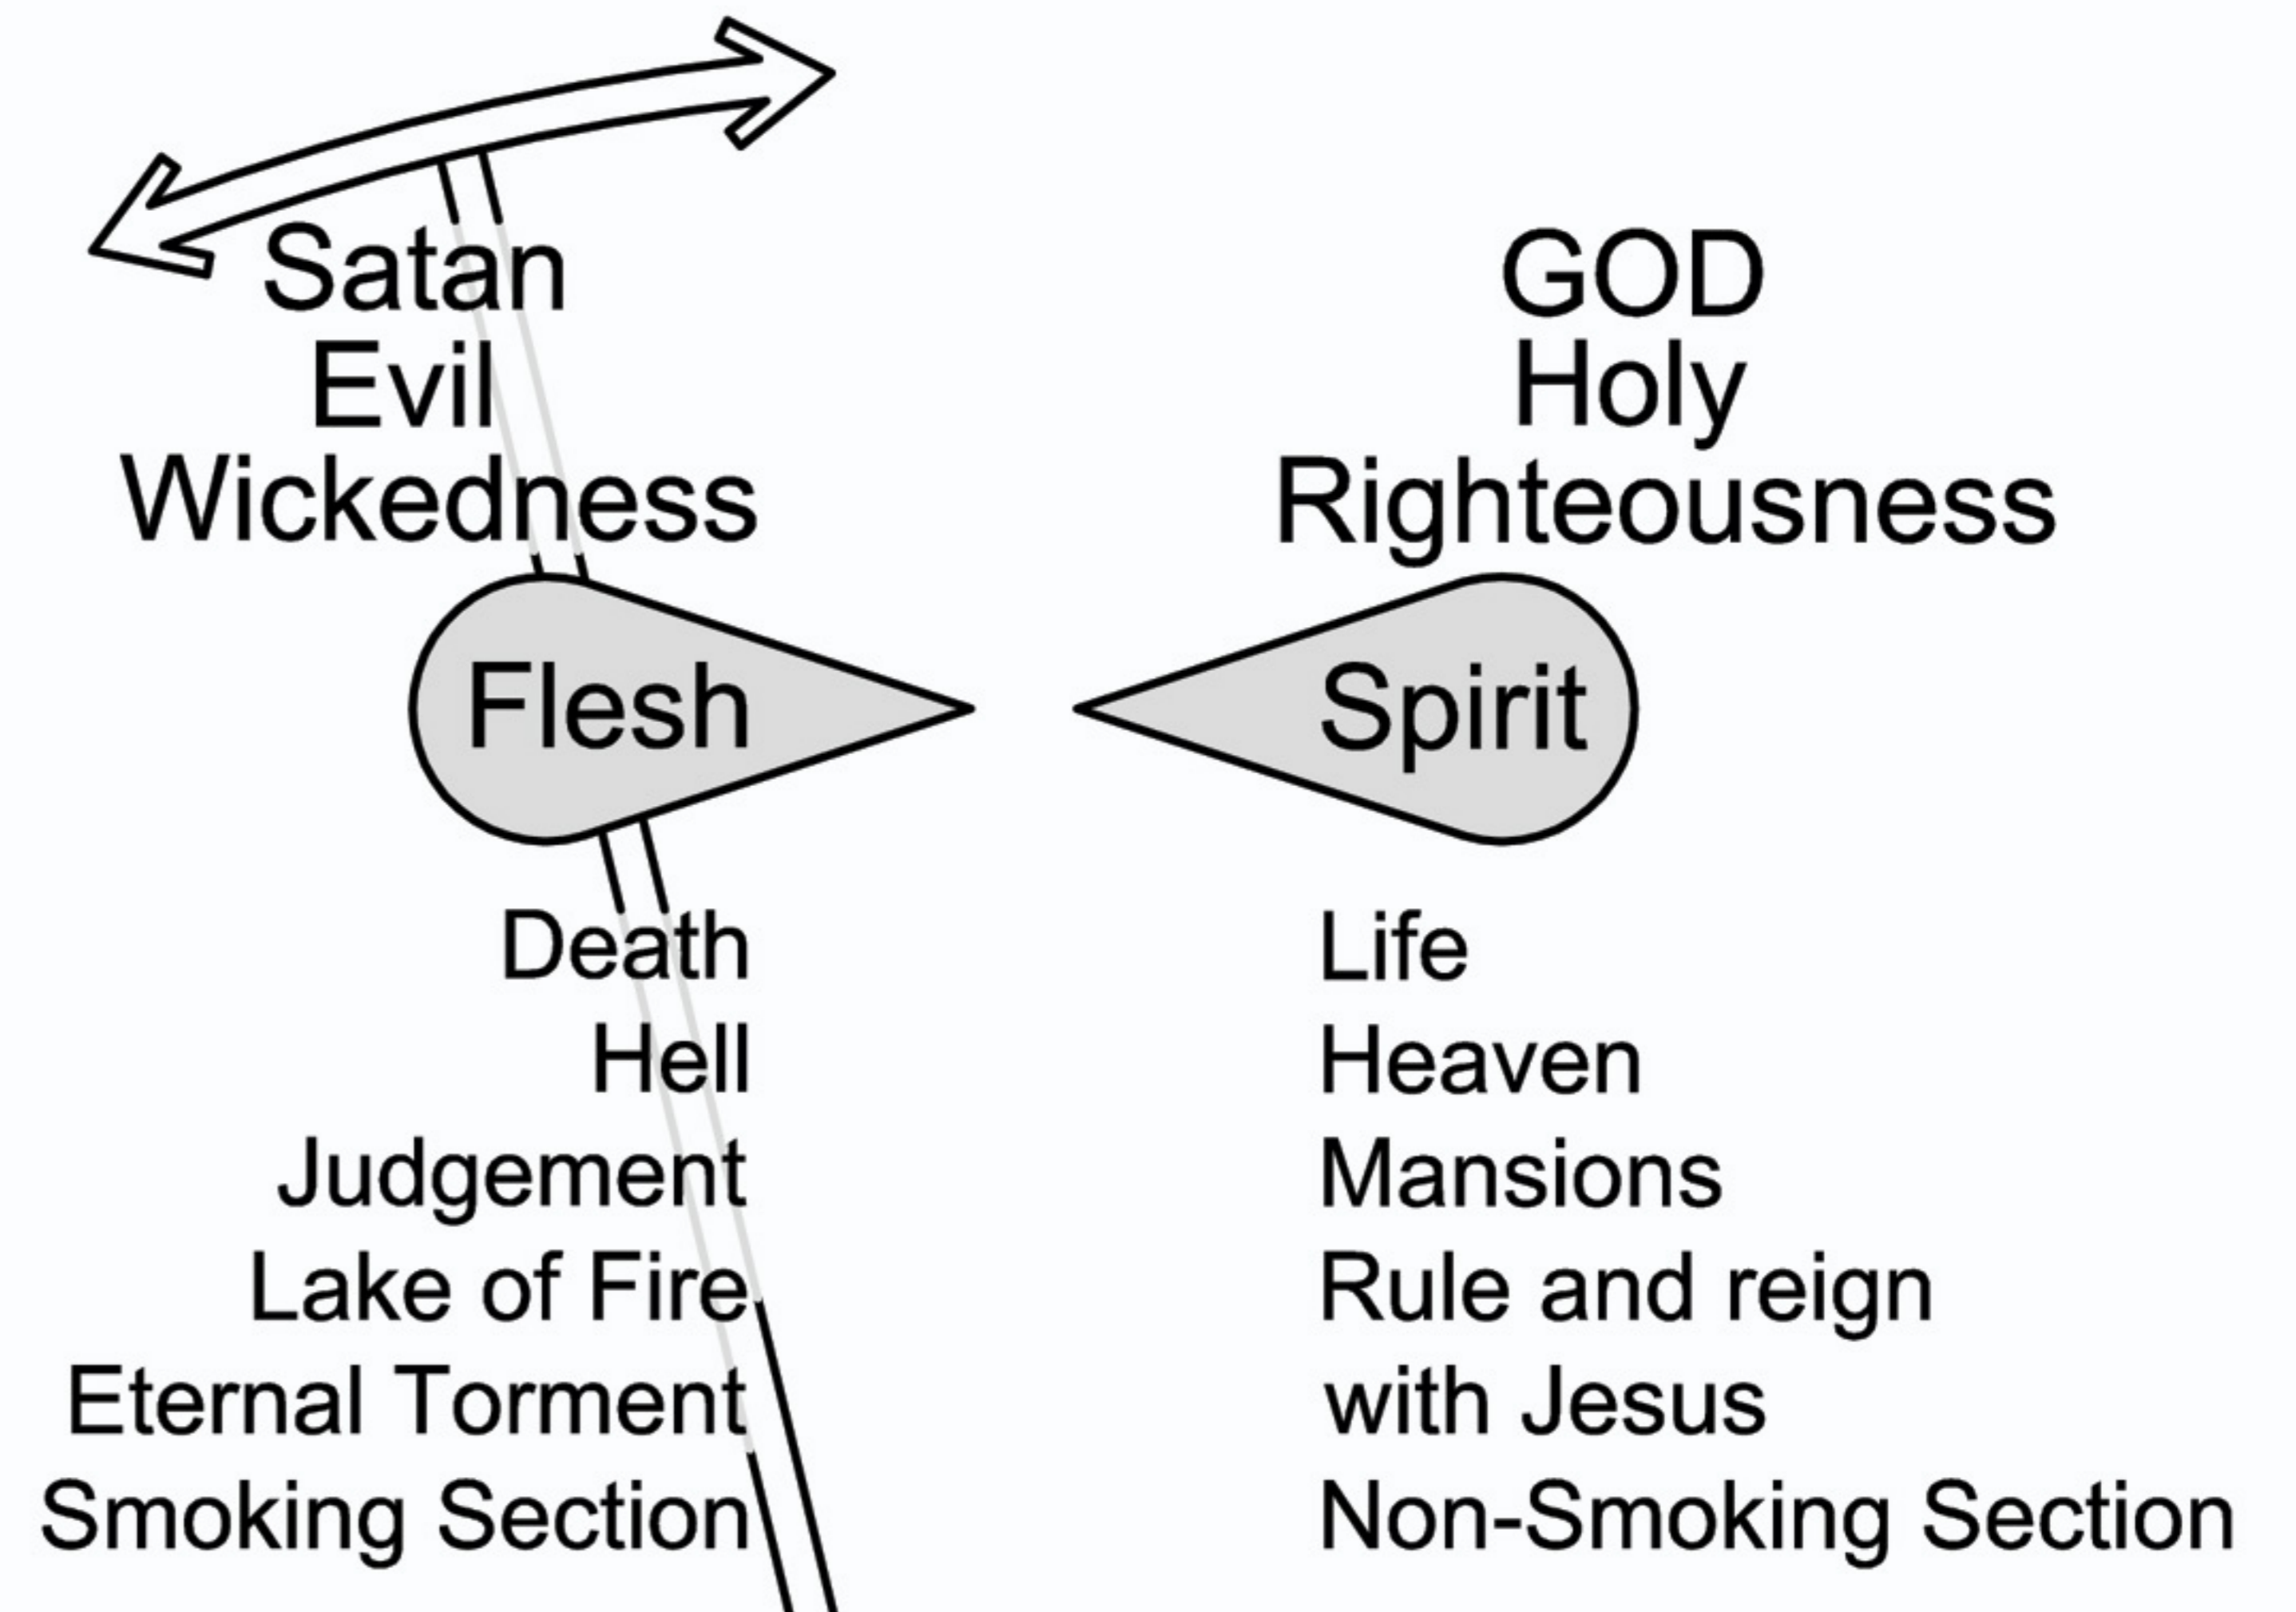 Satan
Evil
Wickedness
Flesh
Death
Hell
Judgement
Lake of Fire
Eternal Torment
Smoking Section
GOD
Holy
Righteousness
Spirit
Life
Heaven
Mansions
Rule and reign
with Jesus
Non-Smoking Section